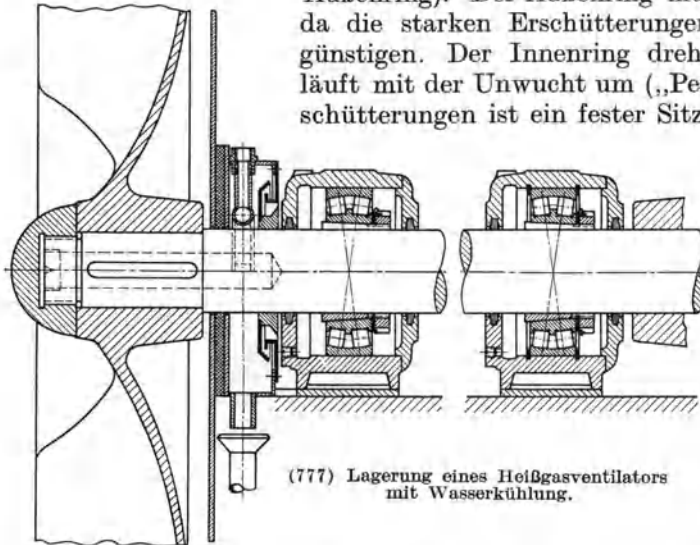 da die starken Erschütterungen
günstigen. Der Innenring dreh
läuft mit der Unwucht um („Pe
schütterungen ist ein fester Sitz
(777) Lagerung eines Heißgasventilators
mit Wasserkühlung.